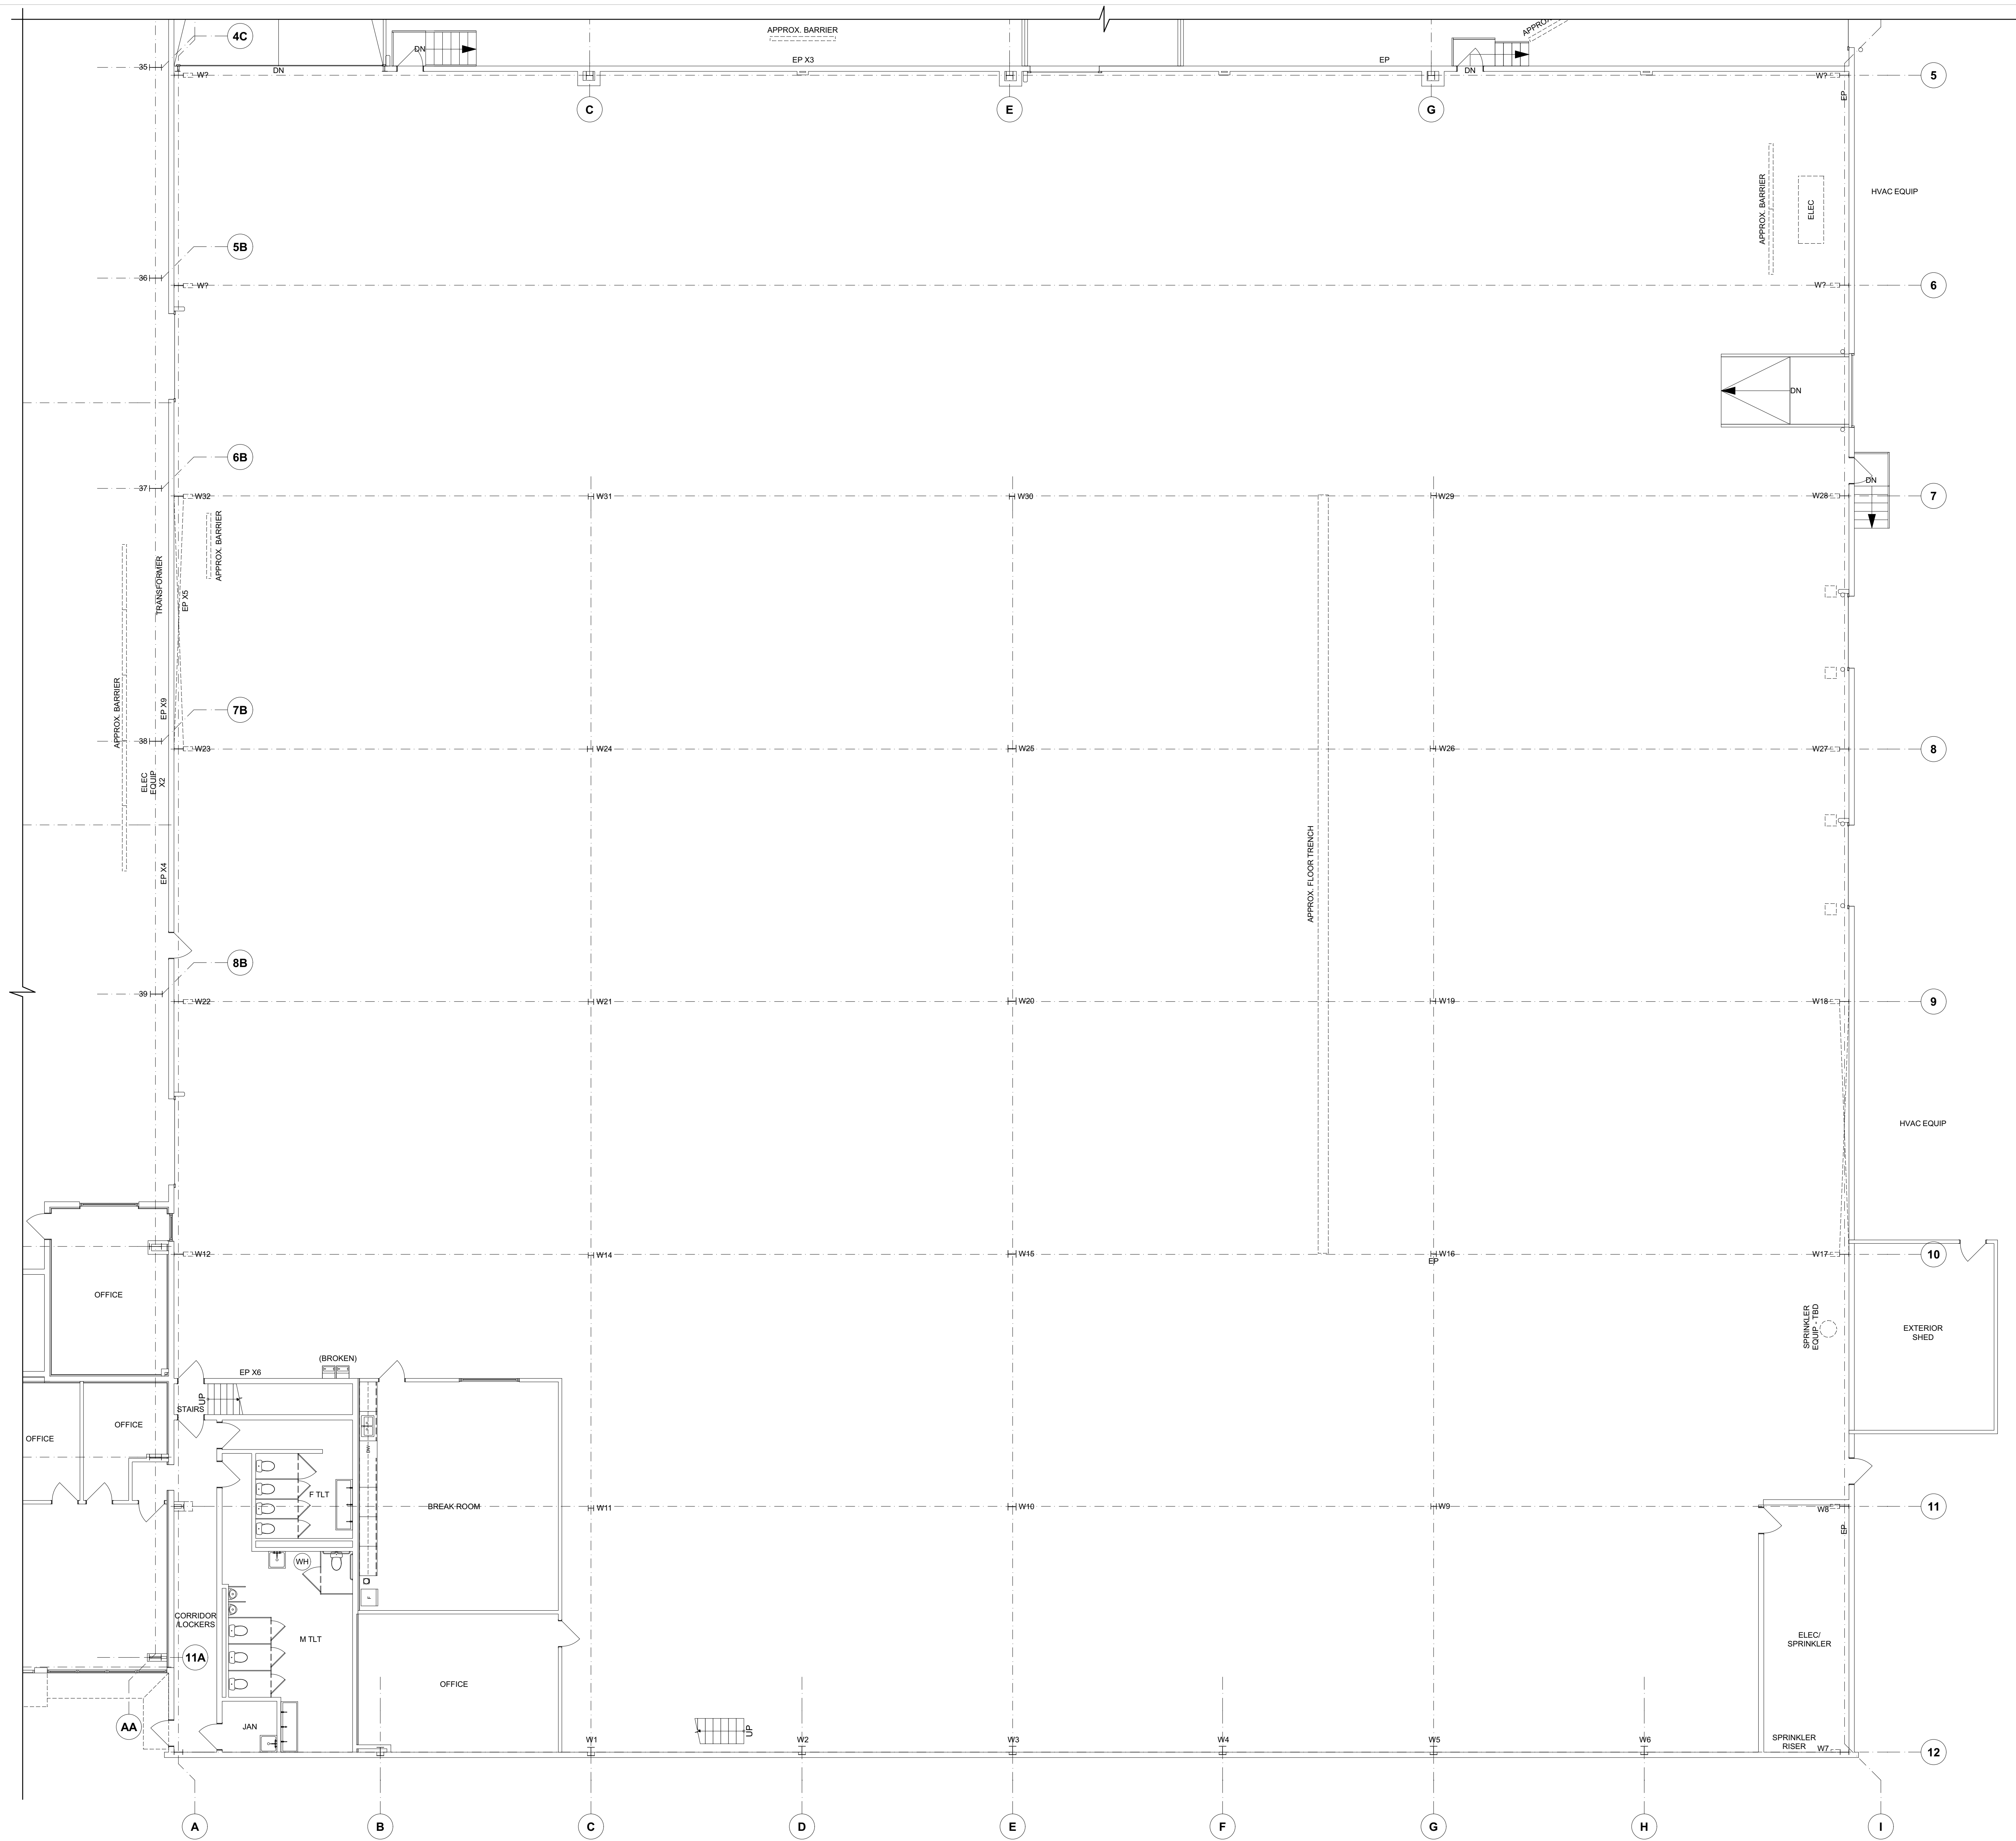 4C
APPROX. BARRIER
APPROX.
DN
DN
EP X3
EP
DN
35
W?
W?
5
C
E
G
EP
APPROX. BARRIER
ELEC
HVAC EQUIP
5B
36
W?
W?
6
DN
6B
37
W32
W31
W30
W29
W28
DN
7
APPROX. BARRIER
TRANSFORMER
EP X5
APPROX. BARRIER
EP X9
7B
38
W23
W24
W25
W26
W27
8
ELEC
EQUIP
X2
EP X4
APPROX. FLOOR TRENCH
8B
39
W22
W21
W20
W19
W18
9
HVAC EQUIP
W12
W14
W15
W16
EP
W17
10
OFFICE
SPRINKLER
EQUIP - TBD
EXTERIOR
SHED
(BROKEN)
EP X6
UP
STAIRS
OFFICE
OFFICE
DW
F TLT
BREAK ROOM
W11
W10
W9
W8
11
EP
WH
F
CORRIDOR
/LOCKERS
M TLT
ELEC/
SPRINKLER
11A
OFFICE
AA
JAN
UP
W1
W2
W3
W4
W5
W6
SPRINKLER
RISER
W7
12
A
B
C
D
E
F
G
H
I